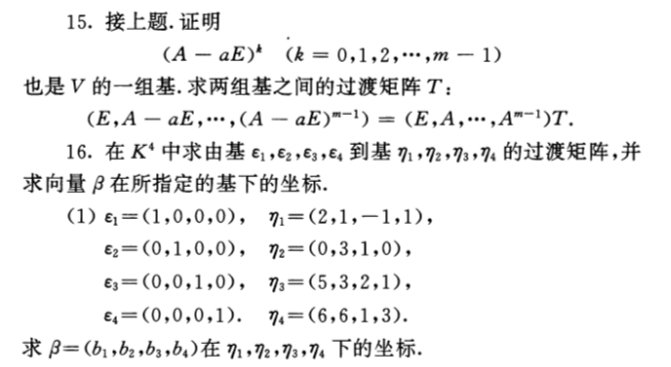 15. 接上题.证明
(A − aE)ᵏ (k = 0,1,2,⋯,m − 1)
也是 V 的一组基.求两组基之间的过渡矩阵 T:
(E,A − aE,⋯,(A − aE)ᵐ⁻¹) = (E,A,⋯,Aᵐ⁻¹)T.
16. 在 K⁴ 中求由基 ε₁,ε₂,ε₃,ε₄ 到基 η₁,η₂,η₃,η₄ 的过渡矩阵,并
求向量 β 在所指定的基下的坐标.
(1) ε₁=(1,0,0,0), η₁=(2,1,−1,1),
ε₂=(0,1,0,0), η₂=(0,3,1,0),
ε₃=(0,0,1,0), η₃=(5,3,2,1),
ε₄=(0,0,0,1). η₄=(6,6,1,3).
求 β=(b₁,b₂,b₃,b₄)在 η₁,η₂,η₃,η₄ 下的坐标.